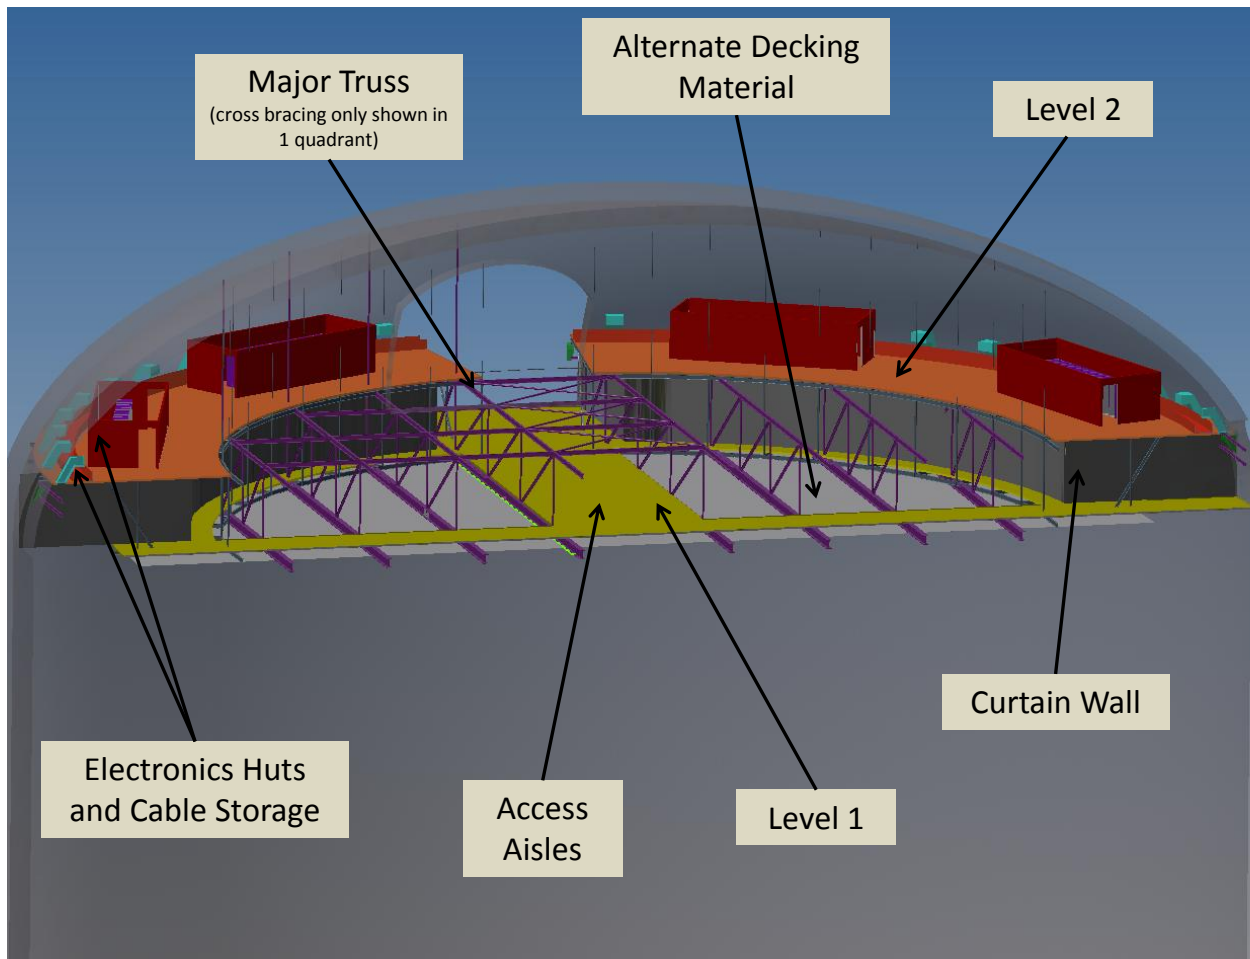 Major Truss
(cross bracing only shown in
1 quadrant)
Alternate Decking
Material
Level 2
Curtain Wall
Electronics Huts
and Cable Storage
Access
Aisles
Level 1